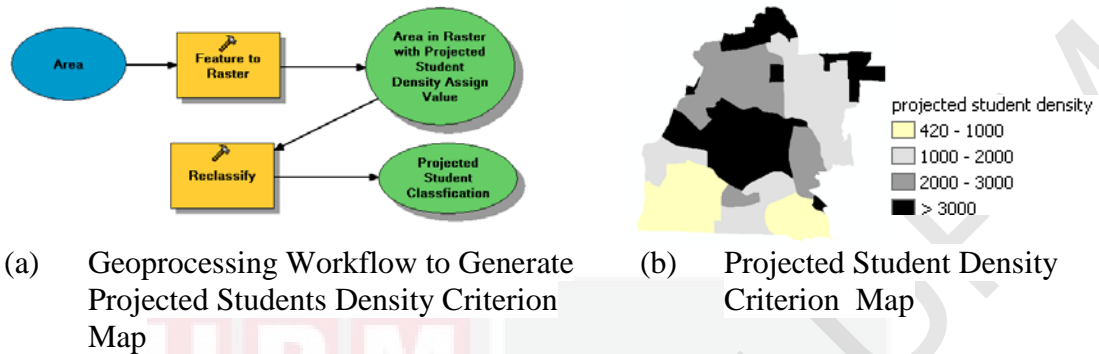 Area
Feature to
Raster
Area in Raster
with Projected
Student
Density Assign
Value
Reclassify
Projected
Student
Classfication
projected student density
420 - 1000
1000 - 2000
2000 - 3000
> 3000
(a) Geoprocessing Workflow to Generate
Projected Students Density Criterion
Map
(b) Projected Student Density
Criterion Map